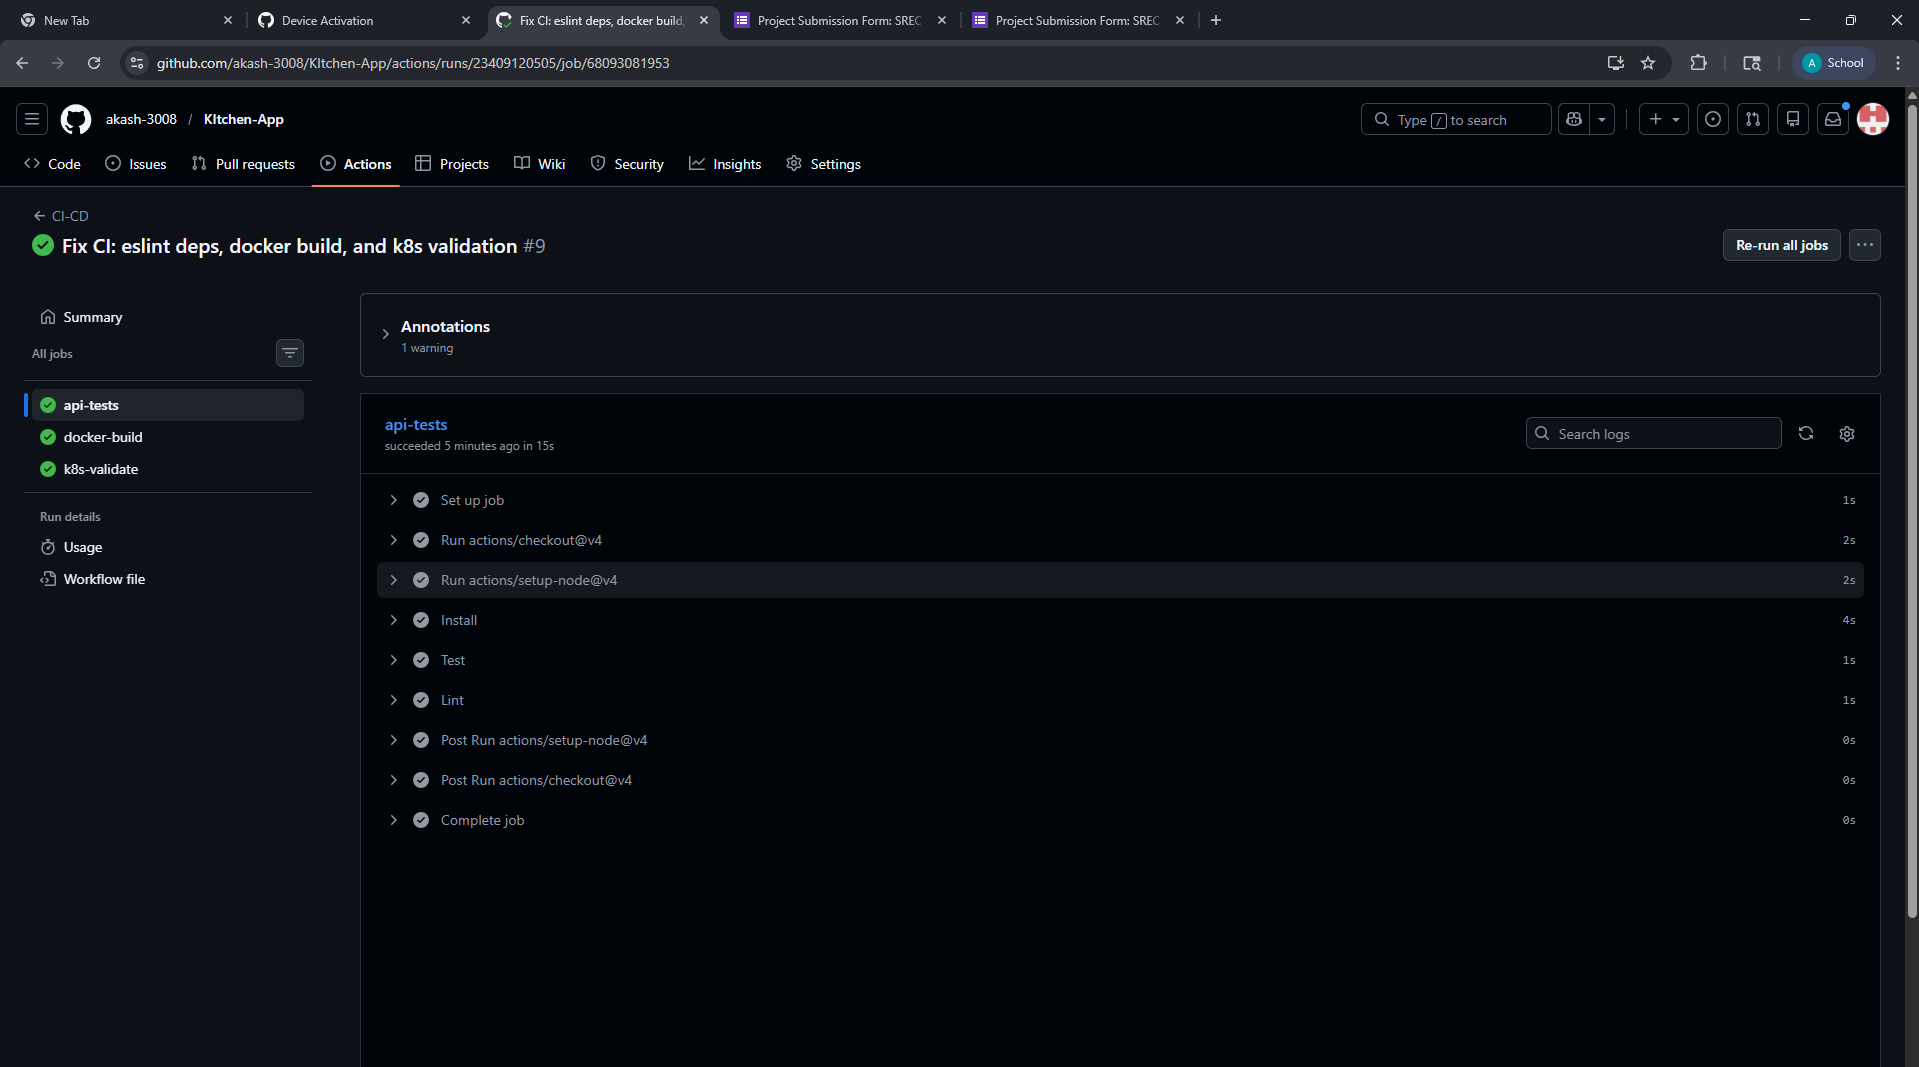 New Tab
Device Activation
Fix CI: eslint deps, docker build,
Project Submission Form: SREC
Project Submission Form: SREC
github.com/akash-3008/KItchen-App/actions/runs/23409120505/job/68093081953
A School
akash-3008 / KItchen-App
Type / to search
Code
Issues
Pull requests
Actions
Projects
Wiki
Security
Insights
Settings
CI-CD
Fix CI: eslint deps, docker build, and k8s validation #9
Re-run all jobs
Summary
All jobs
api-tests
docker-build
k8s-validate
Run details
Usage
Workflow file
Annotations
1 warning
api-tests
succeeded 5 minutes ago in 15s
Search logs
Set up job 1s
Run actions/checkout@v4 2s
Run actions/setup-node@v4 2s
Install 4s
Test 1s
Lint 1s
Post Run actions/setup-node@v4 0s
Post Run actions/checkout@v4 0s
Complete job 0s